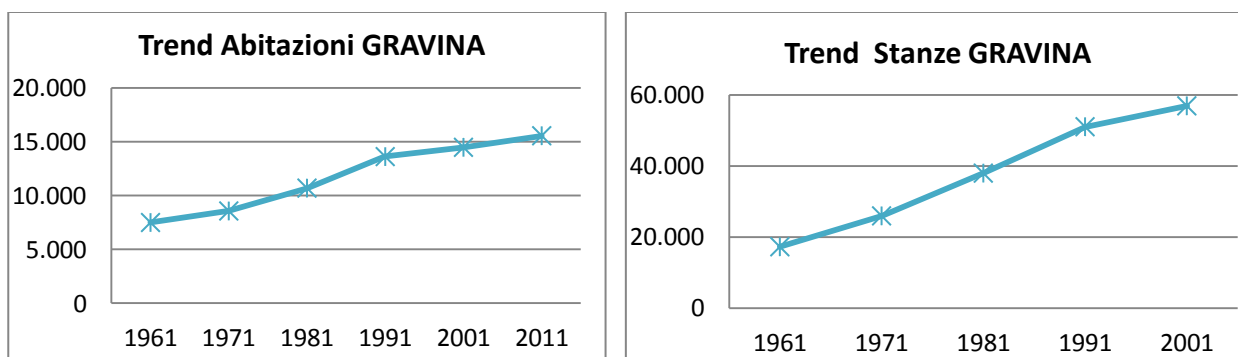 Trend Abitazioni GRAVINA
20.000
15.000
10.000
5.000
0
1961 1971 1981 1991 2001 2011
Trend Stanze GRAVINA
60.000
40.000
20.000
0
1961 1971 1981 1991 2001